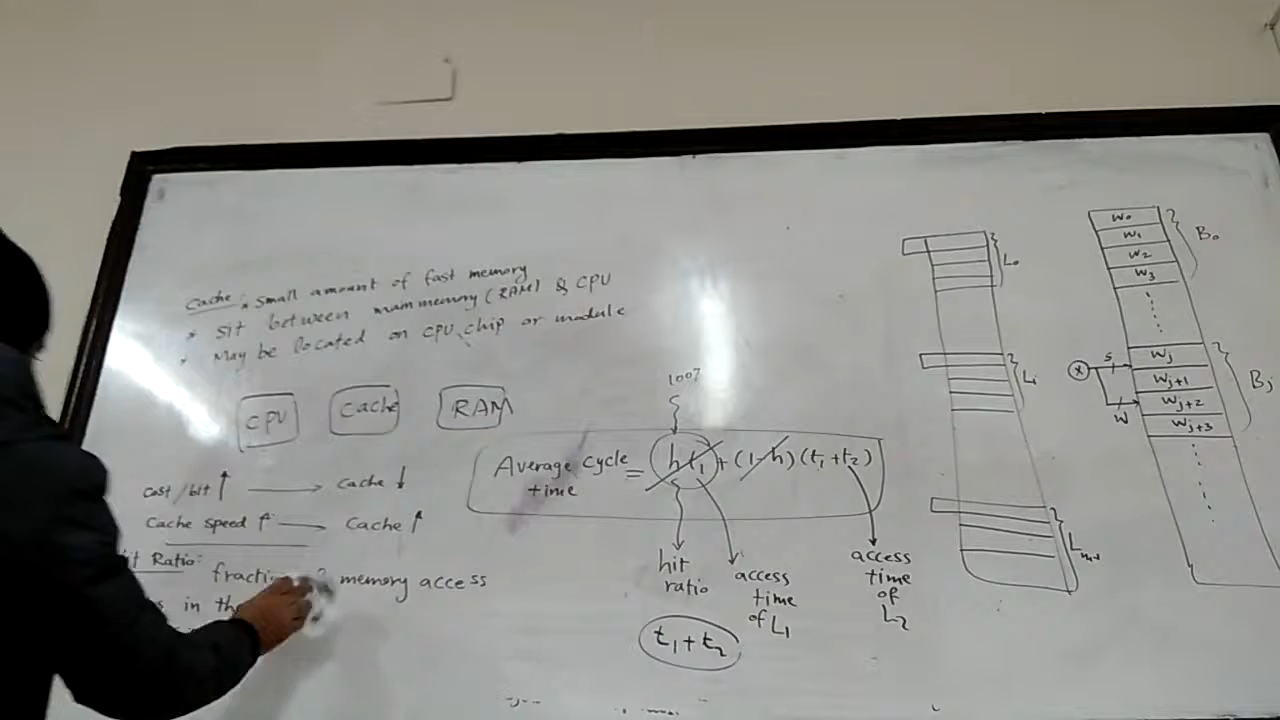 Cache: * small amount of fast memory
* sit between main memory (RAM) & CPU
* May be located on CPU chip or module
CPU
Cache
RAM
Cost/bit ↑ → Cache ↓
Cache speed ↑ → Cache ↑
it Ratio: fracti memory access
in th
100%
Average Cycle time = h t₁ + (1-h) (t₁ + t₂)
hit ratio
access time of L₁
access time of L₂
t₁ + t₂
L₀
Lᵢ
W₀
W₁
W₂
W₃
B₀
Wⱼ
Wⱼ₊₁
Wⱼ₊₂
Wⱼ₊₃
Bⱼ
X
S
W